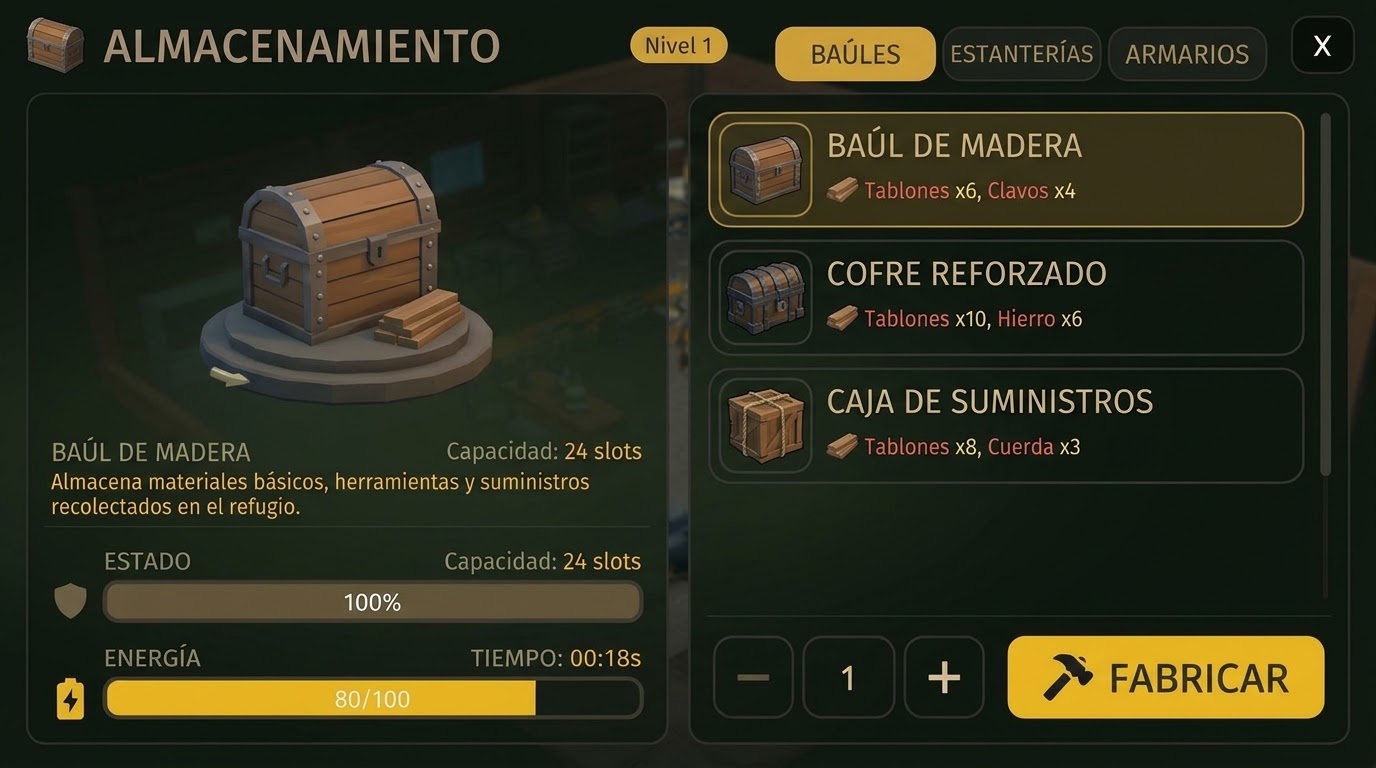 ALMACENAMIENTO
Nivel 1
BAÚLES
ESTANTERÍAS
ARMARIOS
X
BAÚL DE MADERA
Capacidad: 24 slots
Almacena materiales básicos, herramientas y suministros
recolectados en el refugio.
ESTADO
Capacidad: 24 slots
100%
ENERGÍA
TIEMPO: 00:18s
80/100
BAÚL DE MADERA
Tablones x6, Clavos x4
COFRE REFORZADO
Tablones x10, Hierro x6
CAJA DE SUMINISTROS
Tablones x8, Cuerda x3
1
FABRICAR